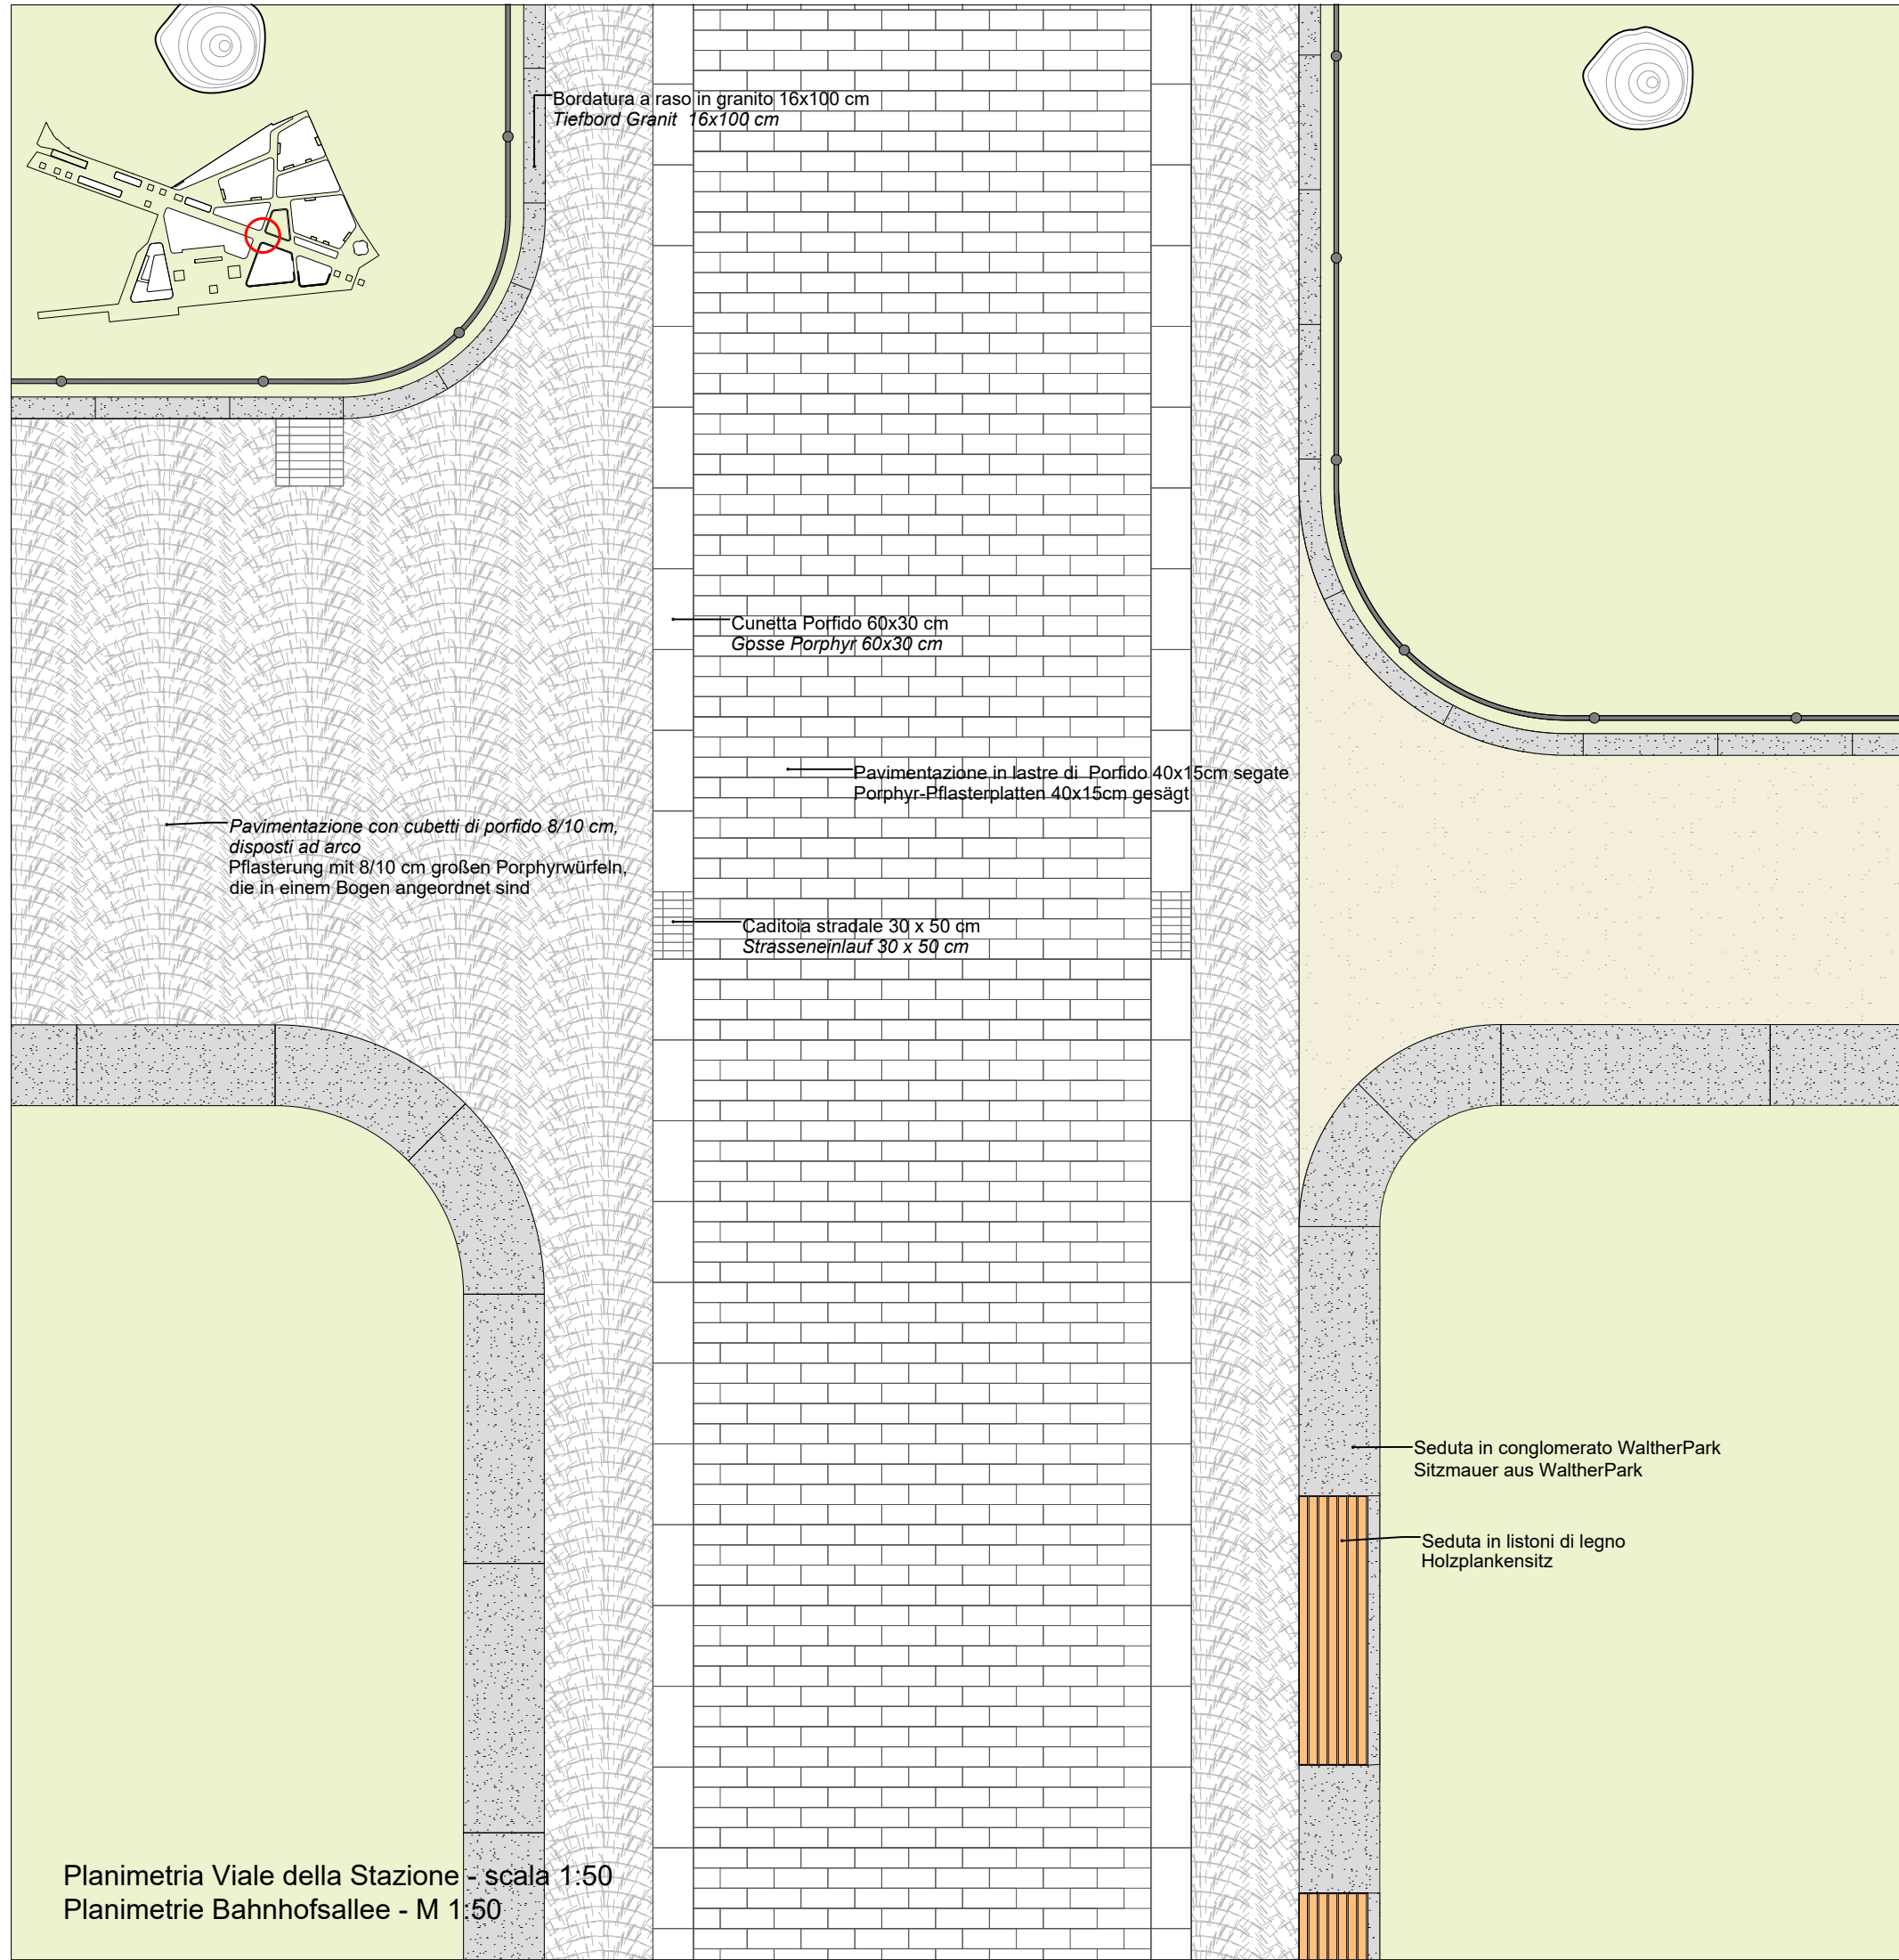 Bordatura a raso in granito 16x100 cm
Tiefbord Granit  16x100 cm
Cunetta Porfido 60x30 cm
Gosse Porphyr 60x30 cm
Pavimentazione in lastre di  Porfido 40x15cm segate
Porphyr-Pflasterplatten 40x15cm gesägt
Pavimentazione con cubetti di porfido 8/10 cm,
disposti ad arco
Pflasterung mit 8/10 cm großen Porphyrwürfeln,
die in einem Bogen angeordnet sind
Caditoia stradale 30 x 50 cm
Strasseneinlauf 30 x 50 cm
Seduta in conglomerato WaltherPark
Sitzmauer aus WaltherPark
Seduta in listoni di legno
Holzplankensitz
Planimetria Viale della Stazione - scala 1:50
Planimetrie Bahnhofsallee - M 1:50